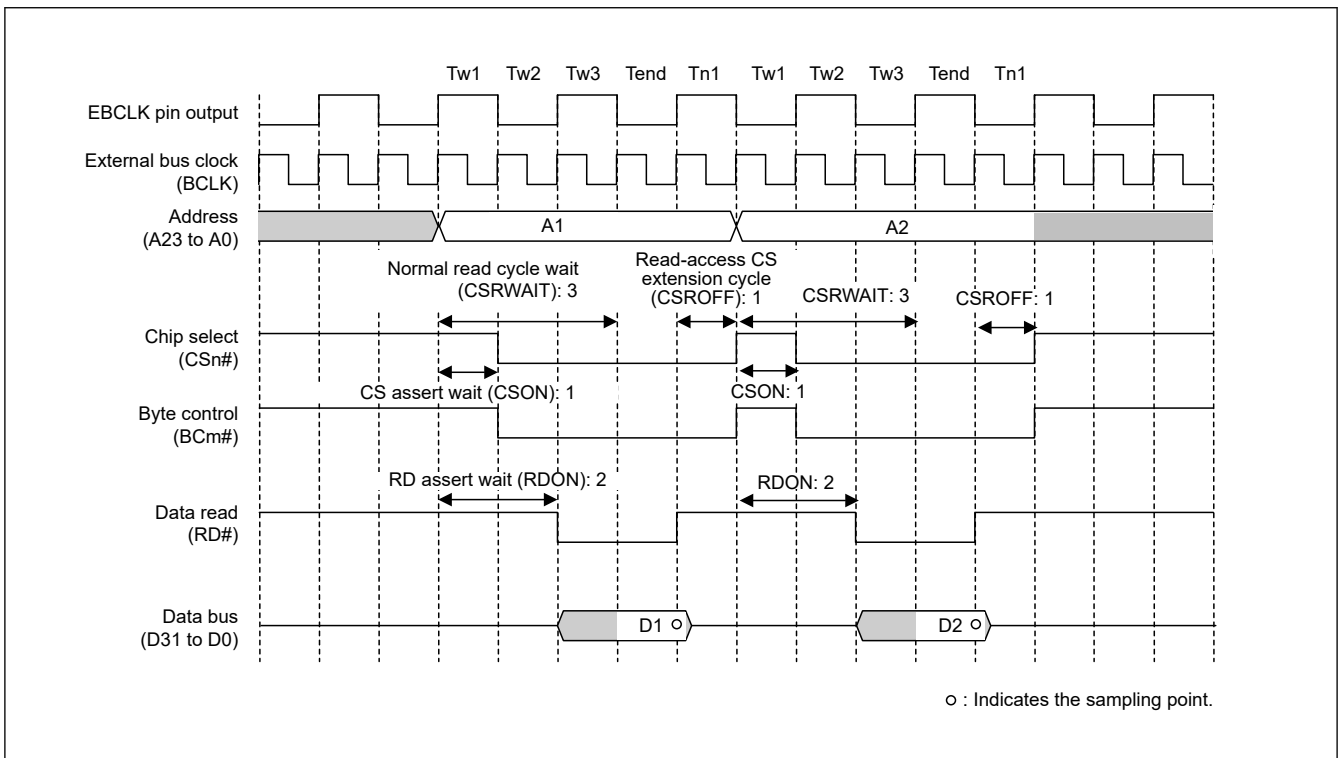 Tw1 Tw2 Tw3 Tend Tn1 Tw1 Tw2 Tw3 Tend Tn1
EBCLK pin output
External bus clock
(BCLK)
Address
(A23 to A0)
A1
A2
Normal read cycle wait
(CSRWAIT): 3
Read-access CS
extension cycle
(CSROFF): 1
CSRWAIT: 3
CSROFF: 1
Chip select
(CSn#)
CS assert wait (CSON): 1
CSON: 1
Byte control
(BCm#)
RD assert wait (RDON): 2
RDON: 2
Data read
(RD#)
Data bus
(D31 to D0)
D1
D2
: Indicates the sampling point.